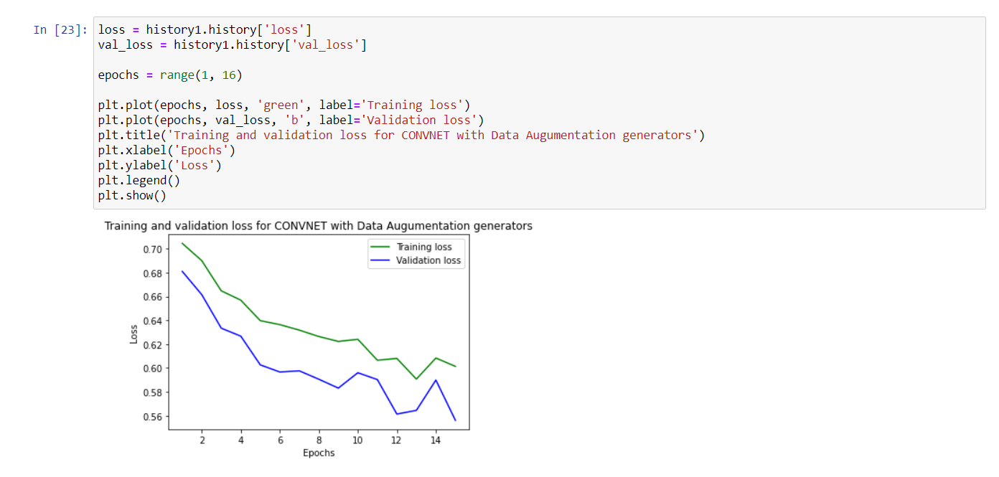 In [23]: loss = history1.history['loss']
val_loss = history1.history['val_loss']
epochs = range(1, 16)
plt.plot(epochs, loss, 'green', label='Training loss')
plt.plot(epochs, val_loss, 'b', label='Validation loss')
plt.title('Training and validation loss for CONVNET with Data Augumentation generators')
plt.xlabel('Epochs')
plt.ylabel('Loss')
plt.legend()
plt.show()
Training and validation loss for CONVNET with Data Augumentation generators
Training loss
Validation loss
0.70
0.68
0.66
0.64
0.62
0.60
0.58
0.56
Loss
2 4 6 8 10 12 14
Epochs